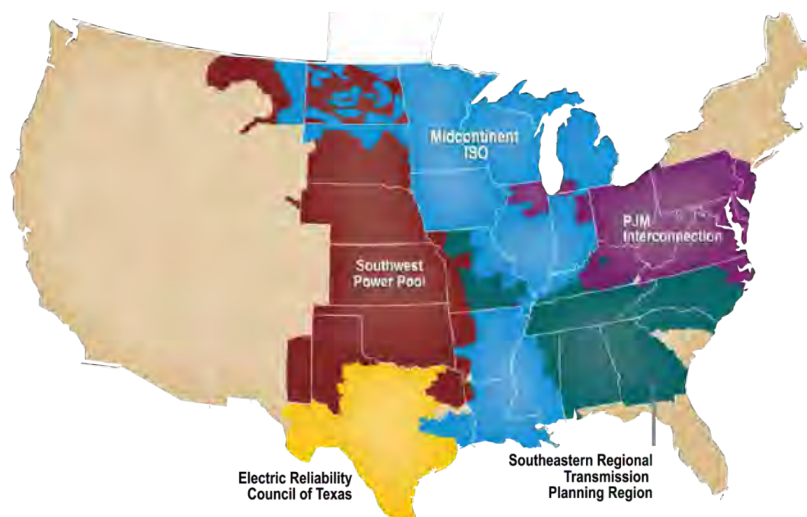 Midcontinent
ISO
PJM
Interconnection
Southwest
Power Pool
Electric Reliability
Council of Texas
Southeastern Regional
Transmission
Planning Region